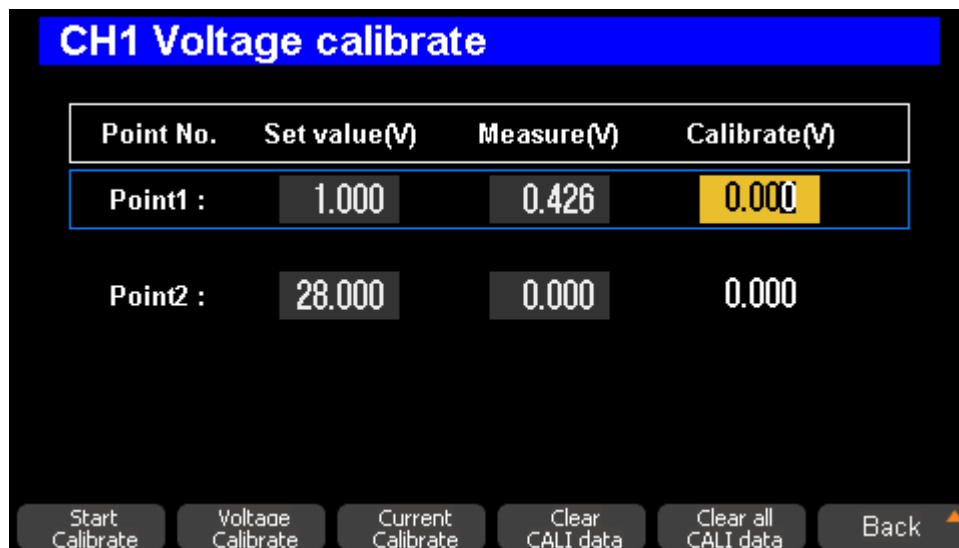 CH1 Voltage calibrate
Point No. Set value(V) Measure(V) Calibrate(V)
Point1 : 1.000 0.426 0.000
Point2 : 28.000 0.000 0.000
Start Calibrate Voltage Calibrate Current Calibrate Clear CALI data Clear all CALI data Back